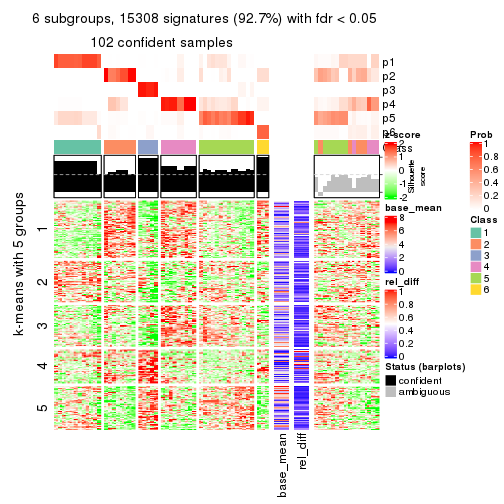 6 subgroups, 15308 signatures (92.7%) with fdr < 0.05
102 confident samples
p1
p2
p3
p4
p5
p6
Class
Silhouette
score
k-means with 5 groups
1
2
3
4
5
base_mean
rel_diff
z-score
2
1
0
-1
-2
base_mean
8
6
4
2
0
rel_diff
1
0.8
0.6
0.4
0.2
0
Status (barplots)
confident
ambiguous
Prob
1
0.8
0.6
0.4
0.2
0
Class
1
2
3
4
5
6